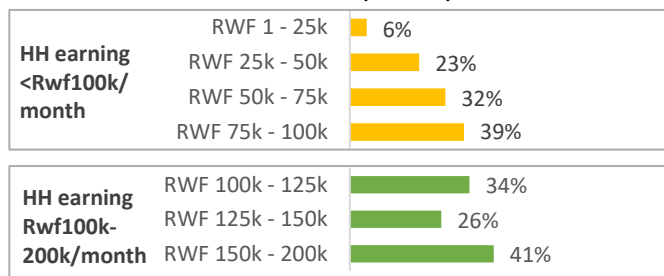 HH earning
<Rwf100k/
month
RWF 1 - 25k 6%
RWF 25k - 50k 23%
RWF 50k - 75k 32%
RWF 75k - 100k 39%
HH earning
Rwf100k-
200k/month
RWF 100k - 125k 34%
RWF 125k - 150k 26%
RWF 150k - 200k 41%